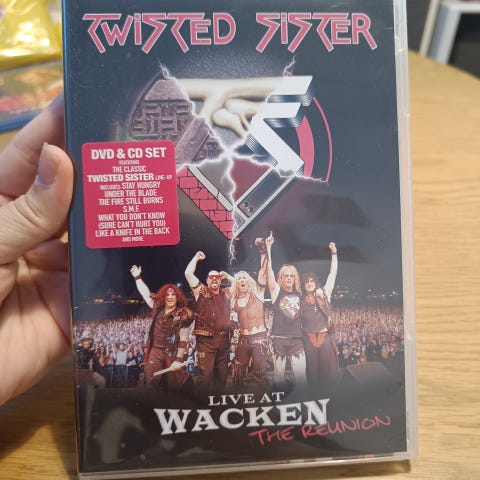 TWISTED SISTER
DVD & CD SET
FEATURING
THE CLASSIC
TWISTED SISTER LINE-UP
INCLUDES STAY HUNGRY
UNDER THE BLADE
THE FIRE STILL BURNS
S.M.F.
WHAT YOU DON'T KNOW
(SURE CAN'T HURT YOU)
LIKE A KNIFE IN THE BACK
AND MORE
LIVE AT
WACKEN
THE REUNION